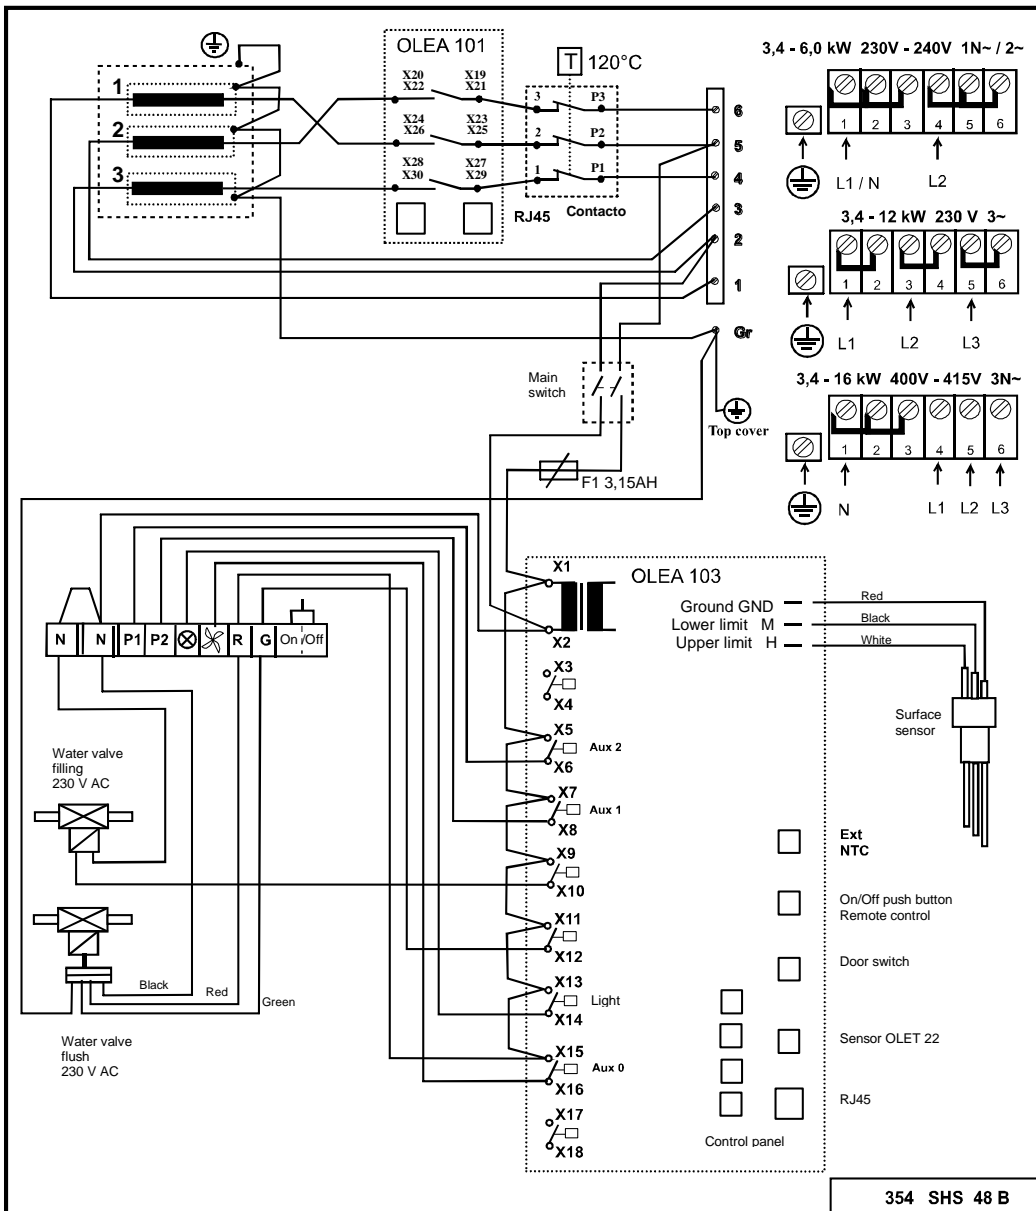 OLEA 101
T 120°C
X20 X19
X22 X21
X24 X23
X26 X25
X28 X27
X30 X29
1
2
3
3 P3
2 P2
1 P1
RJ45 Contacto
6
5
4
3
2
1
Gr
Main
switch
F1 3,15AH
Top cover
3,4 - 6,0 kW 230V - 240V 1N~ / 2~
1 2 3 4 5 6
L1 / N L2
3,4 - 12 kW 230 V 3~
1 2 3 4 5 6
L1 L2 L3
3,4 - 16 kW 400V - 415V 3N~
1 2 3 4 5 6
N L1 L2 L3
N N P1 P2 R G On /Off
Water valve
filling
230 V AC
Black
Red
Green
Water valve
flush
230 V AC
OLEA 103
X1
X2
X3
X4
X5
Aux 2
X6
X7
Aux 1
X8
X9
X10
X11
X12
X13
Light
X14
X15
Aux 0
X16
X17
X18
Ground GND
Lower limit M
Upper limit H
Red
Black
White
Surface
sensor
Ext
NTC
On/Off push button
Remote control
Door switch
Sensor OLET 22
RJ45
Control panel
354 SHS 48 B